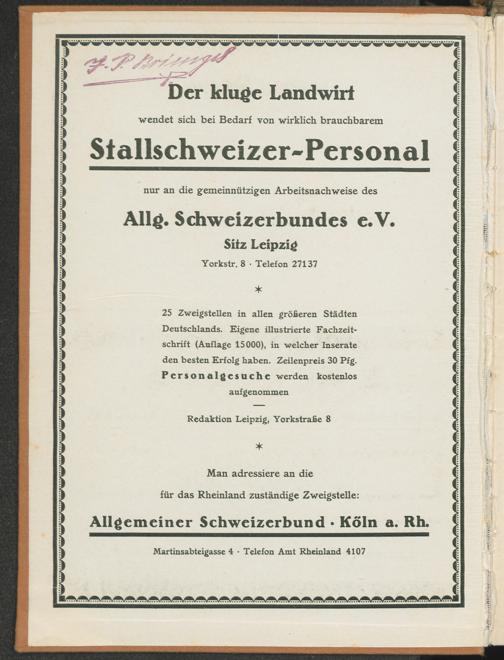 J. P.
Der kluge Landwirt
wendet sich bei Bedarf von wirklich brauchbarem
Stallschweizer-Personal
nur an die gemeinnützigen Arbeitsnachweise des
Allg. Schweizerbundes e.V.
Sitz Leipzig
Yorkstr. 8 · Telefon 27137
*
25 Zweigstellen in allen größeren Städten
Deutschlands. Eigene illustrierte Fachzeit-
schrift (Auflage 15000), in welcher Inserate
den besten Erfolg haben. Zeilenpreis 30 Pfg.
Personalgesuche werden kostenlos
aufgenommen
—
Redaktion Leipzig, Yorkstraße 8
*
Man adressiere an die
für das Rheinland zuständige Zweigstelle:
Allgemeiner Schweizerbund · Köln a. Rh.
Martinsabteigasse 4 · Telefon Amt Rheinland 4107